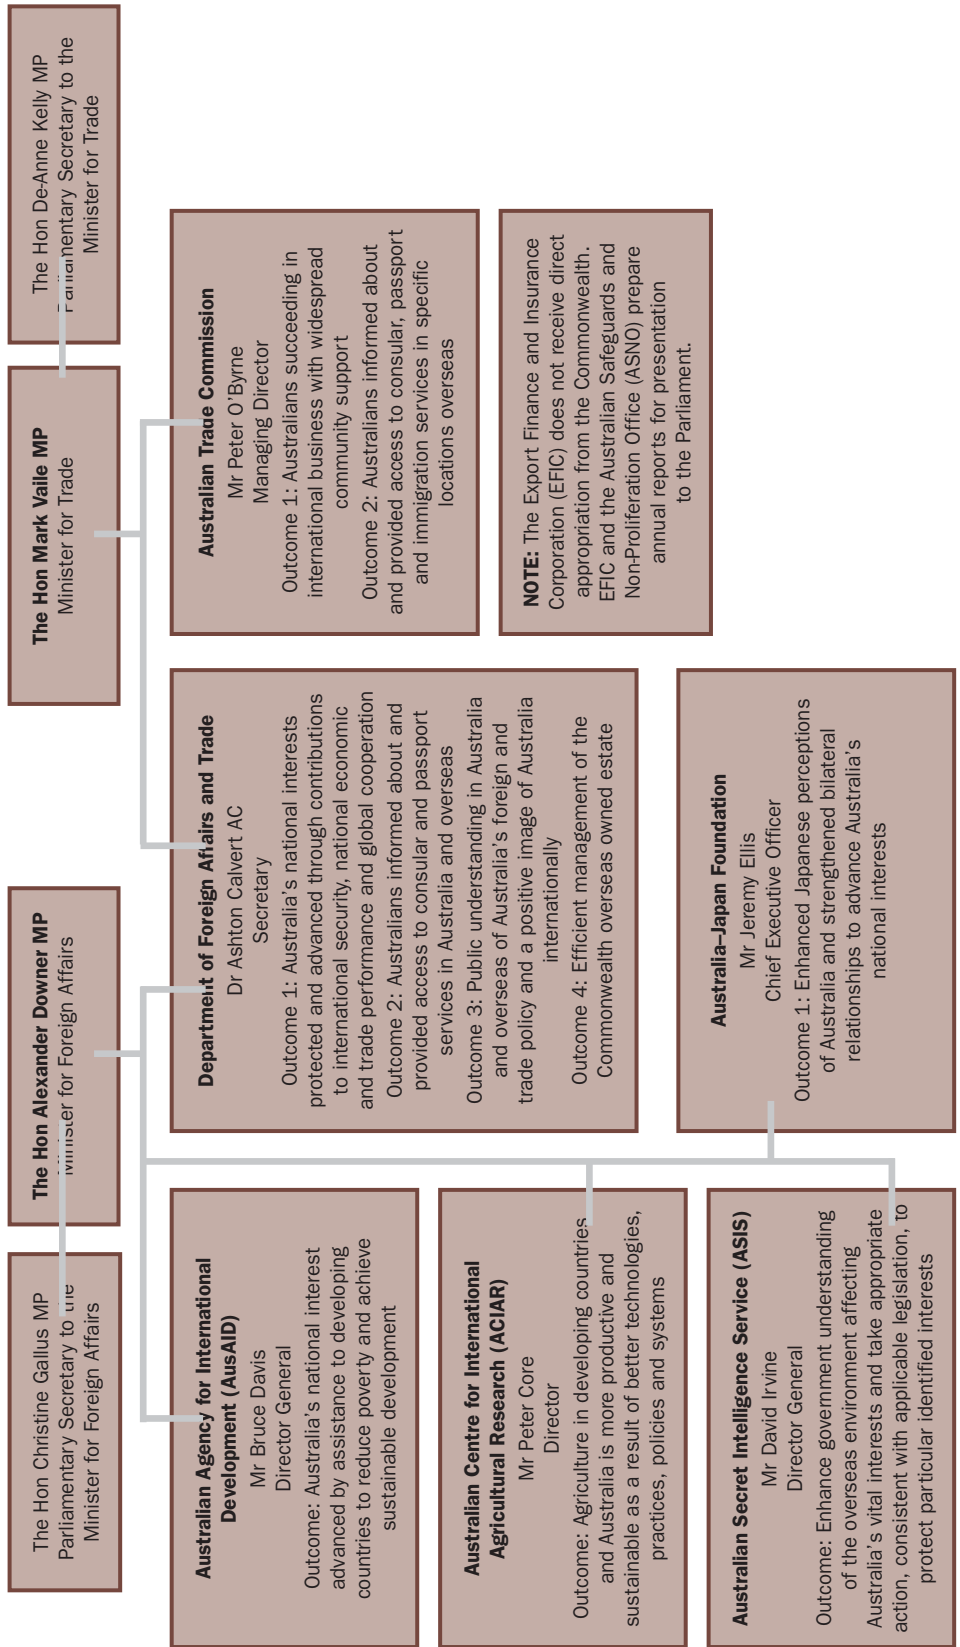 The Hon Christine Gallus MP
Parliamentary Secretary to the
Minister for Foreign Affairs
The Hon Alexander Downer MP
Minister for Foreign Affairs
The Hon Mark Vaile MP
Minister for Trade
The Hon De-Anne Kelly MP
Parliamentary Secretary to the
Minister for Trade
Australian Agency for International
Development (AusAID)
Mr Bruce Davis
Director General
Outcome: Australia's national interest
advanced by assistance to developing
countries to reduce poverty and achieve
sustainable development
Australian Centre for International
Agricultural Research (ACIAR)
Mr Peter Core
Director
Outcome: Agriculture in developing countries
and Australia is more productive and
sustainable as a result of better technologies,
practices, policies and systems
Australian Secret Intelligence Service (ASIS)
Mr David Irvine
Director General
Outcome: Enhance government understanding
of the overseas environment affecting
Australia's vital interests and take appropriate
action, consistent with applicable legislation, to
protect particular identified interests
Department of Foreign Affairs and Trade
Dr Ashton Calvert AC
Secretary
Outcome 1: Australia's national interests
protected and advanced through contributions
to international security, national economic
and trade performance and global cooperation
Outcome 2: Australians informed about and
provided access to consular and passport
services in Australia and overseas
Outcome 3: Public understanding in Australia
and overseas of Australia's foreign and
trade policy and a positive image of Australia
internationally
Outcome 4: Efficient management of the
Commonwealth overseas owned estate
Australia–Japan Foundation
Mr Jeremy Ellis
Chief Executive Officer
Outcome 1: Enhanced Japanese perceptions
of Australia and strengthened bilateral
relationships to advance Australia's
national interests
Australian Trade Commission
Mr Peter O'Byrne
Managing Director
Outcome 1: Australians succeeding in
international business with widespread
community support
Outcome 2: Australians informed about
and provided access to consular, passport
and immigration services in specific
locations overseas
NOTE: The Export Finance and Insurance
Corporation (EFIC) does not receive direct
appropriation from the Commonwealth.
EFIC and the Australian Safeguards and
Non-Proliferation Office (ASNO) prepare
annual reports for presentation
to the Parliament.